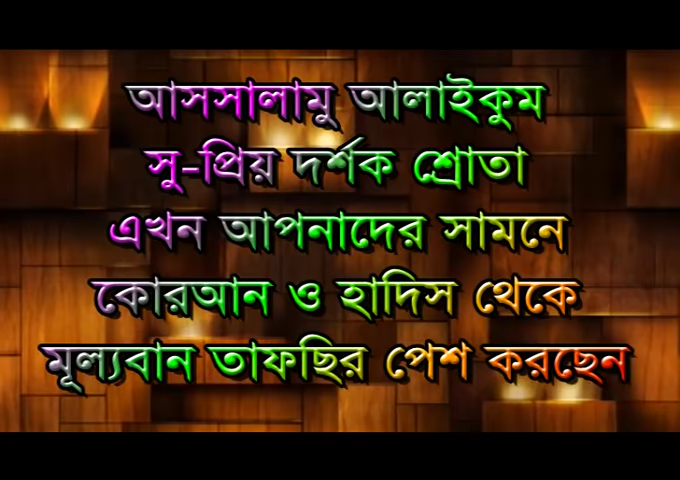 আসসালামু আলাইকুম
সু-প্রিয় দর্শক শ্রোতা
এখন আপনাদের সামনে
কোরআন ও হাদিস থেকে
মূল্যবান তাফছির পেশ করছেন